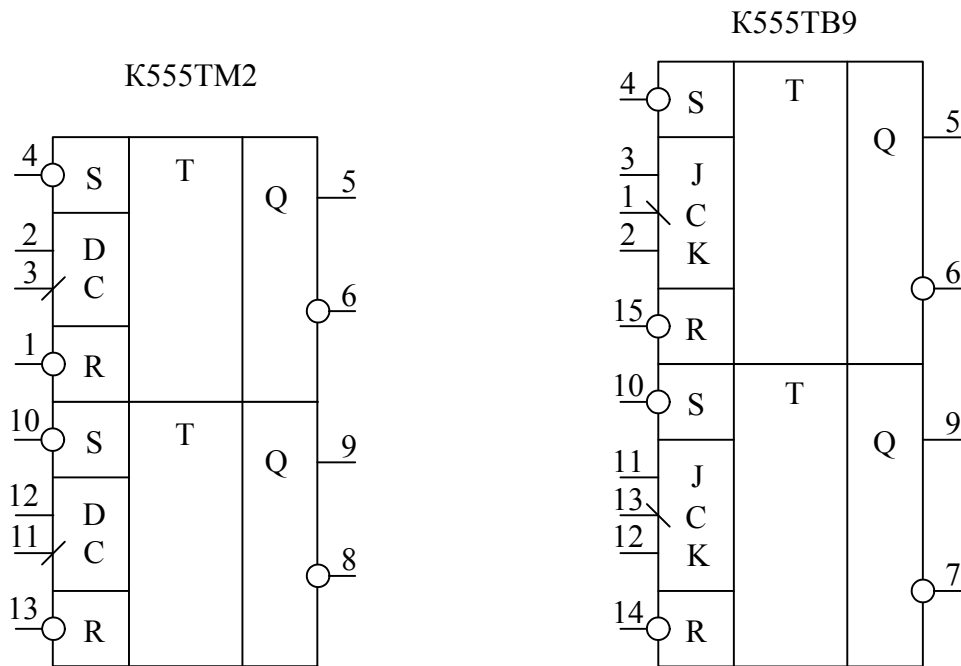 К555ТМ2
4 S T Q 5
2 D
3 C
6
1 R
10 S T Q 9
12 D
11 C
8
13 R
К555ТВ9
4 S T Q 5
3 J
1 C
2 K
6
15 R
10 S T Q 9
11 J
13 C
12 K
7
14 R